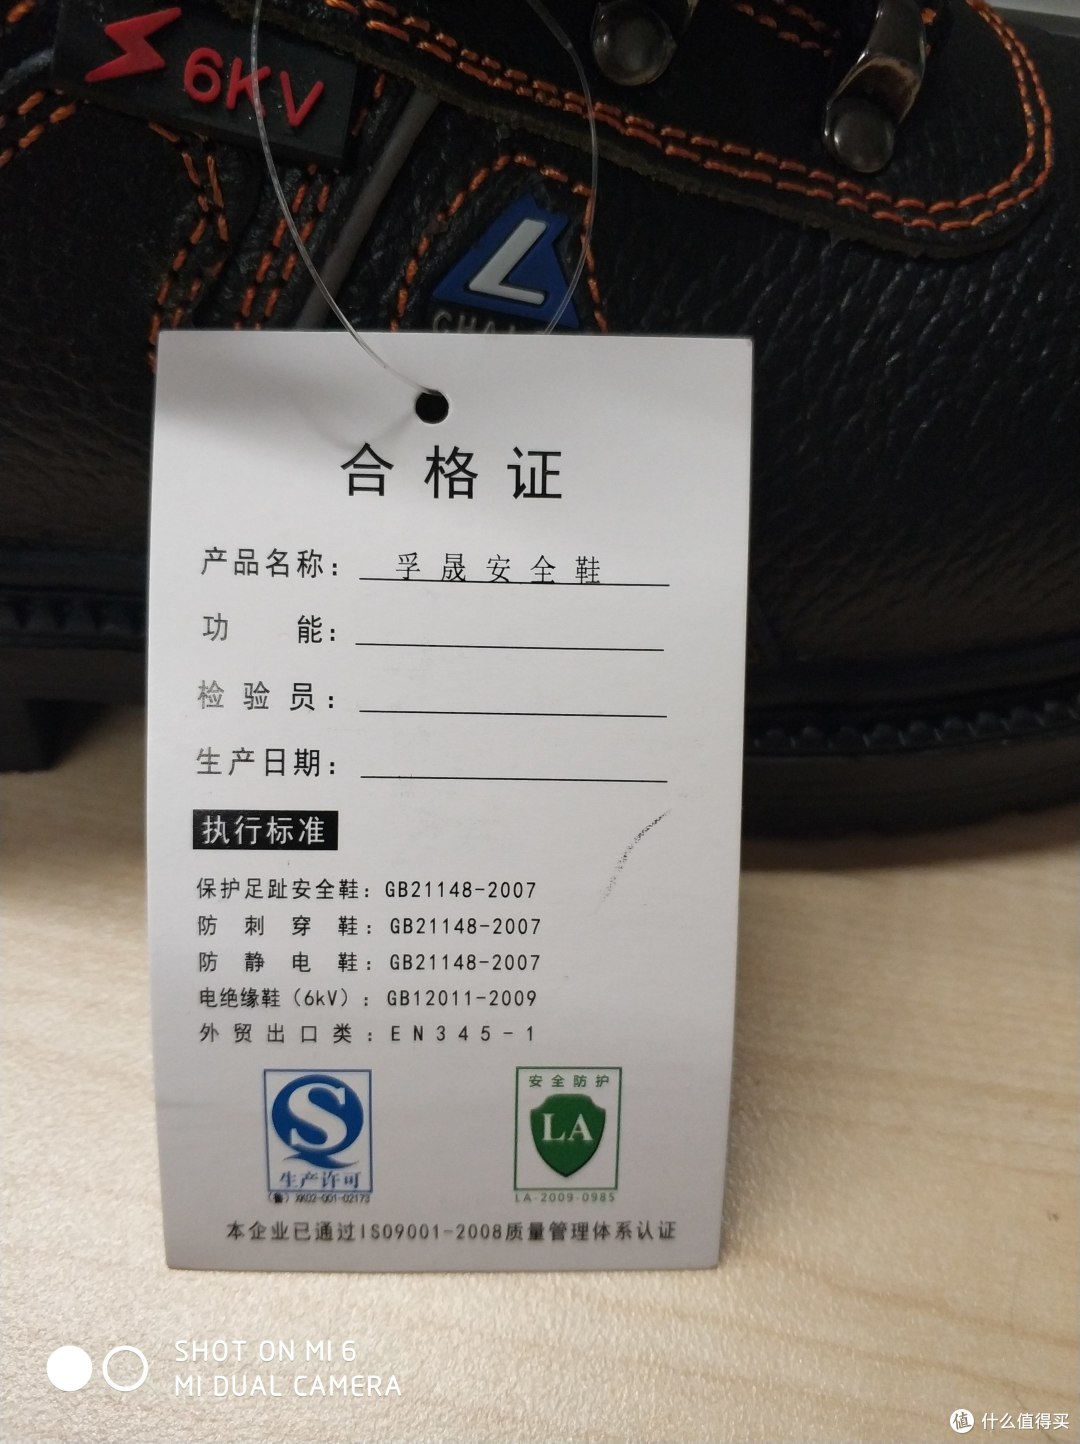 6KV
L
合格证
产品名称： 孚晟安全鞋
功 能：
检验员：
生产日期：
执行标准
保护足趾安全鞋：GB21148-2007
防刺穿鞋：GB21148-2007
防静电鞋：GB21148-2007
电绝缘鞋（6kV）：GB12011-2009
外贸出口类：EN345-1
安全防护
LA
生产许可
XK02-001-02173
LA-2009-0985
本企业已通过ISO9001-2008质量管理体系认证
SHOT ON MI 6
MI DUAL CAMERA
值 什么值得买